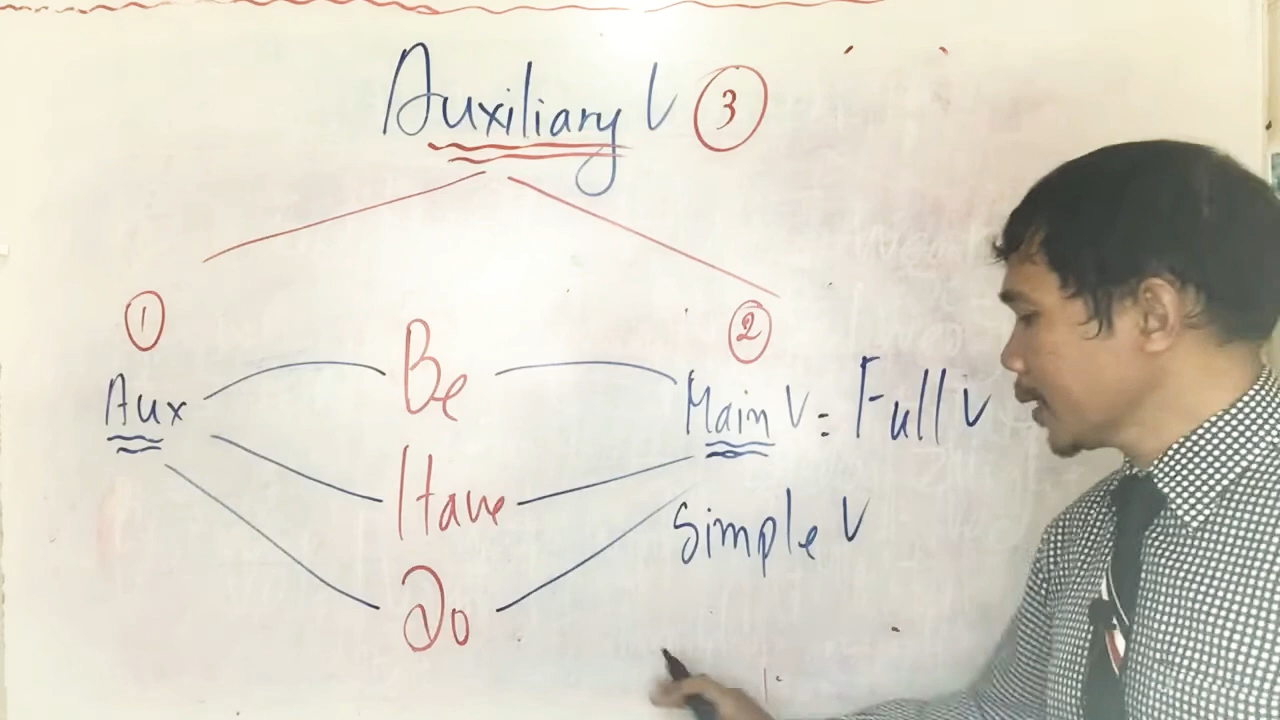 Auxiliary V ③
① ②
Aux Be Main V = Full V
Have Simple V
Do